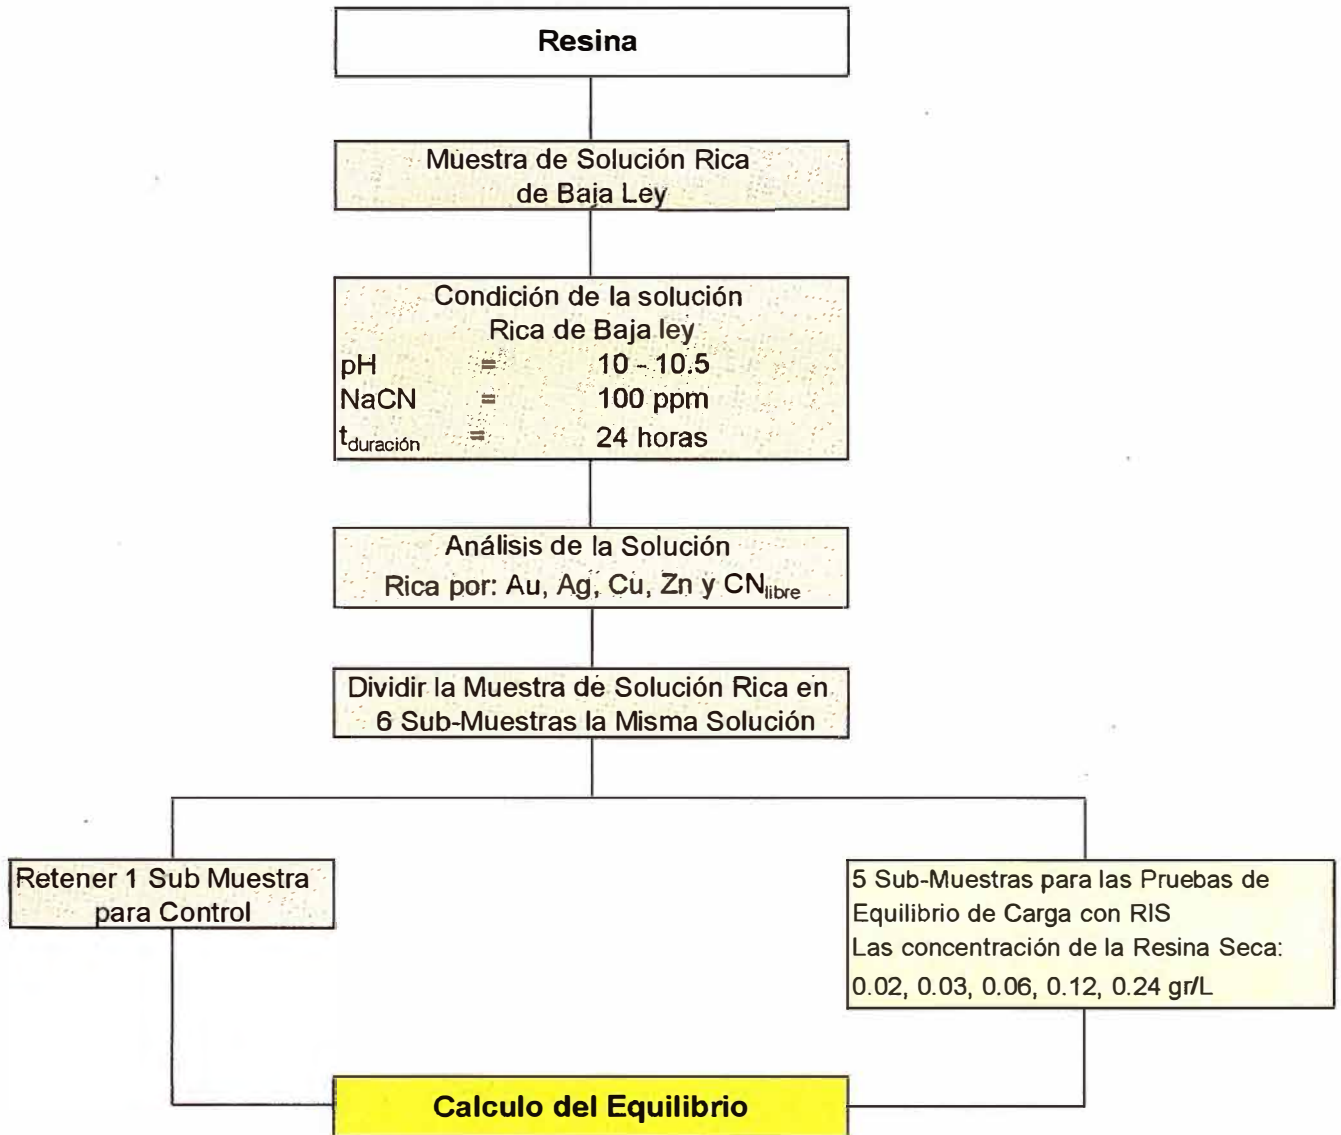 Resina
Muestra de Solución Rica
de Baja Ley
Condición de la solución
Rica de Baja ley
pH = 10 - 10.5
NaCN = 100 ppm
t_duración = 24 horas
Análisis de la Solución
Rica por: Au, Ag, Cu, Zn y CN_libre
Dividir la Muestra de Solución Rica en
6 Sub-Muestras la Misma Solución
Retener 1 Sub Muestra
para Control
5 Sub-Muestras para las Pruebas de
Equilibrio de Carga con RIS
Las concentración de la Resina Seca:
0.02, 0.03, 0.06, 0.12, 0.24 gr/L
Calculo del Equilibrio